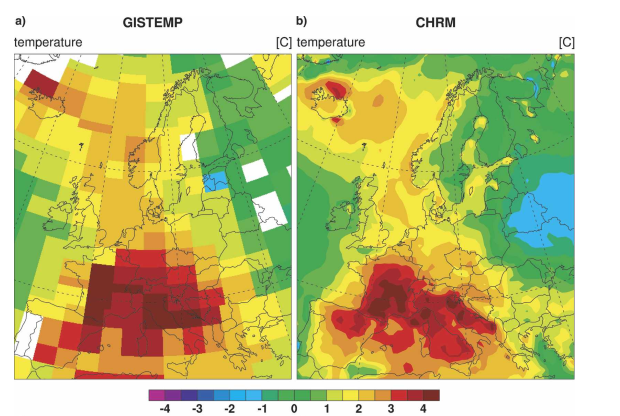 a) GISTEMP
temperature [C]
b) CHRM
temperature [C]
-4 -3 -2 -1 0 1 2 3 4